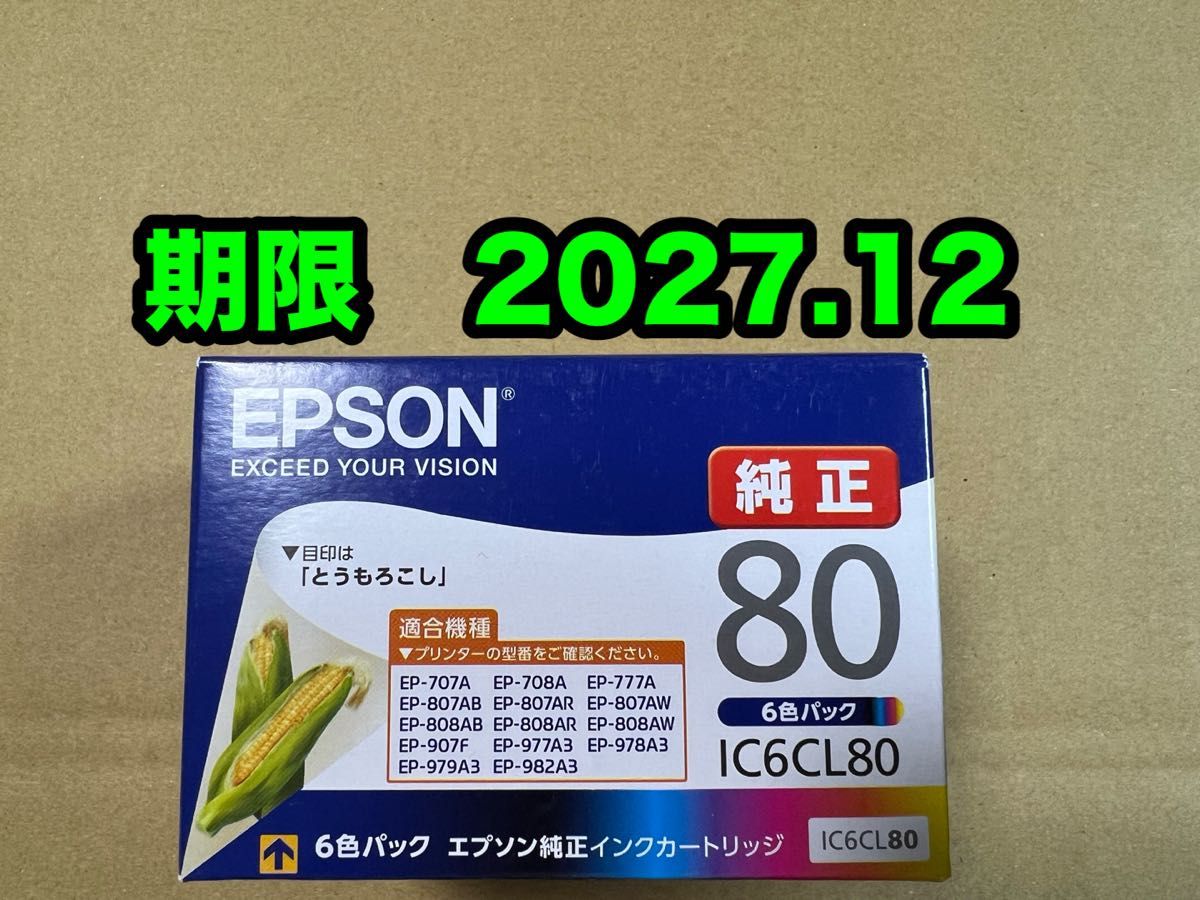 期限 2027.12
EPSON®
EXCEED YOUR VISION
純正
▼目印は
「とうもろこし」
80
適合機種
▼プリンターの型番をご確認ください。
EP-707A EP-708A EP-777A
EP-807AB EP-807AR EP-807AW
EP-808AB EP-808AR EP-808AW
EP-907F EP-977A3 EP-978A3
EP-979A3 EP-982A3
6色パック
IC6CL80
6色パック エプソン純正インクカートリッジ
IC6CL80